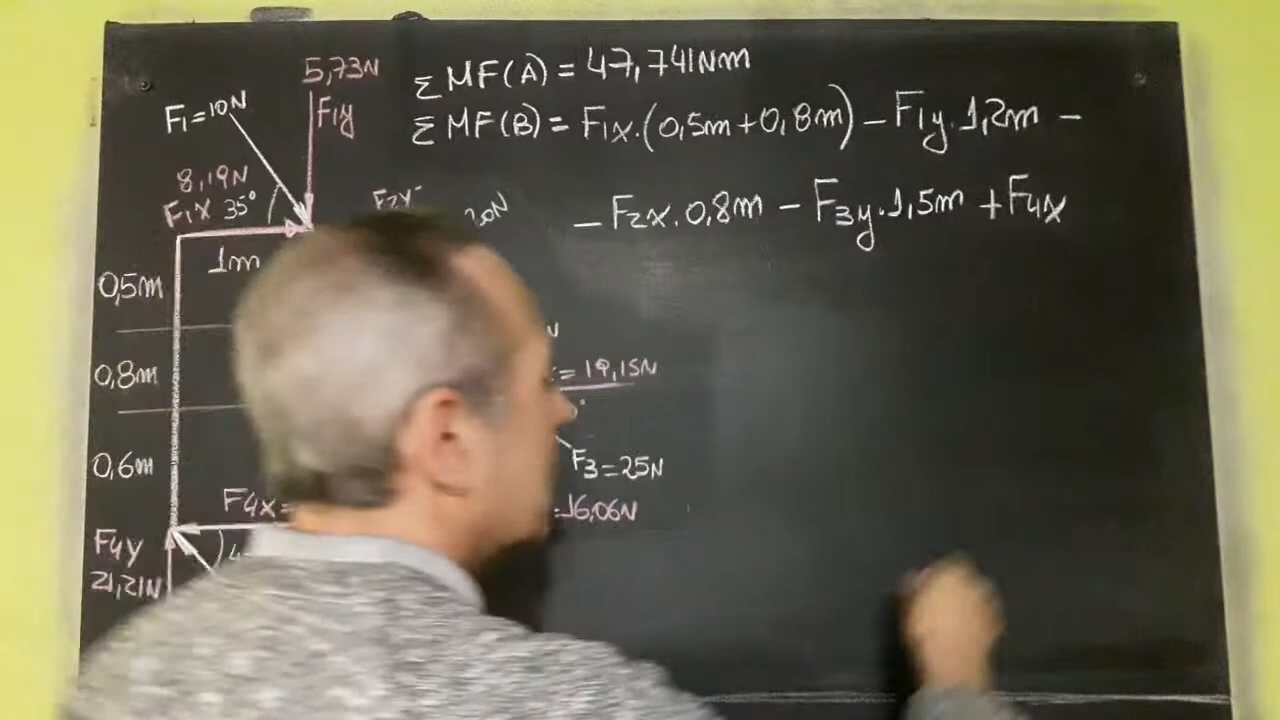 5,73N
F1=10N
F1y
8,19N
F1x 35°
1m
0,5m
0,8m
0,6m
F4x=
F4y
21,21N
F2y
20N
= 19,15N
F3=25N
=16,06N
Σ MF(A) = 47,741Nm
Σ MF(B) = F1x.(0,5m+0,8m) - F1y.1,2m -
- F2x.0,8m - F3y.1,5m + F4x